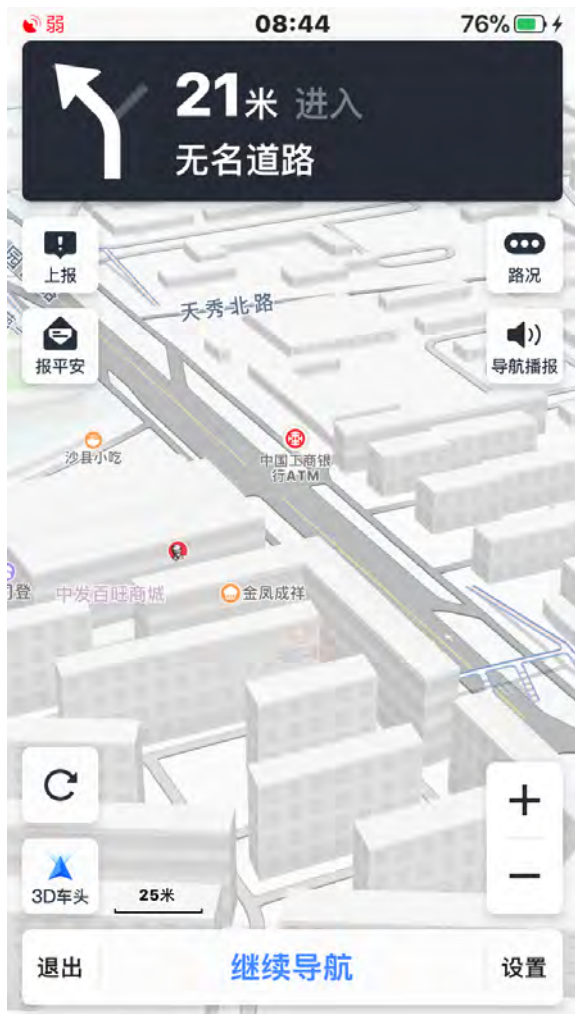 弱
08:44
76%
21米 进入
无名道路
上报
路况
天秀北路
报平安
导航播报
沙县小吃
中国工商银
行ATM
中发百旺商城
金凤成祥
3D车头
25米
退出
继续导航
设置